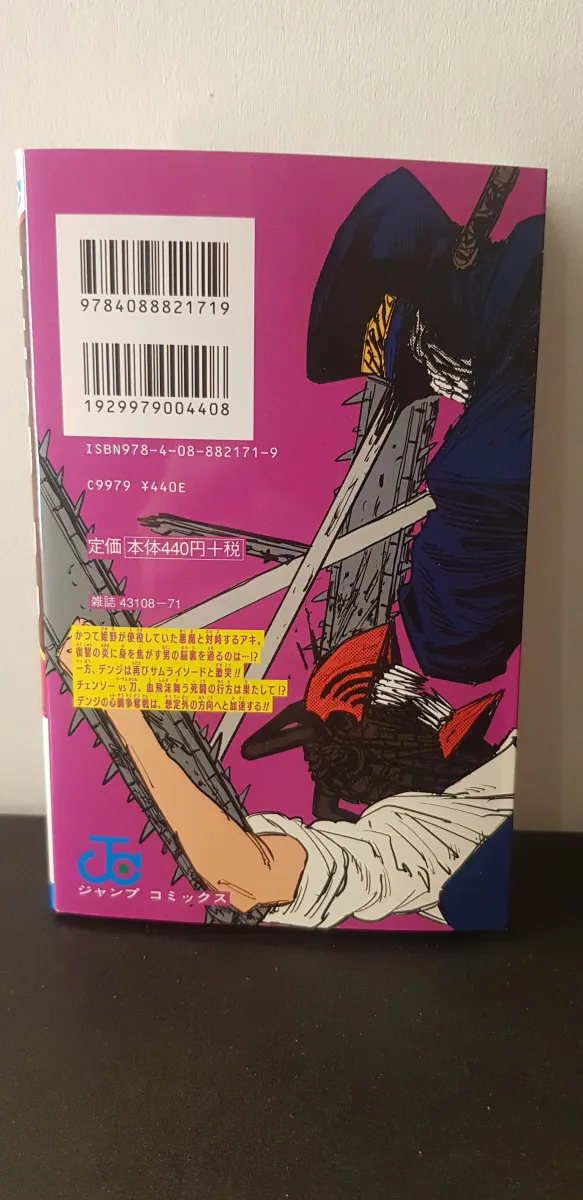 9784088821719
1929979004408
ISBN978-4-08-882171-9
C9979 ¥440E
定価 本体440円+税
雑誌 43108-71
かつて姫野が使役していた悪魔と対峙するアキ。
復讐の炎に身を焦がす男の脳裏を過るのは…!?
一方、デンジは再びサムライソードと激突!!
チェンソーvs刀、血飛沫舞う死闘の行方は果たして!?
デンジの心臓争奪戦は、想定外の方向へと加速する!!
JC
ジャンプ コミックス